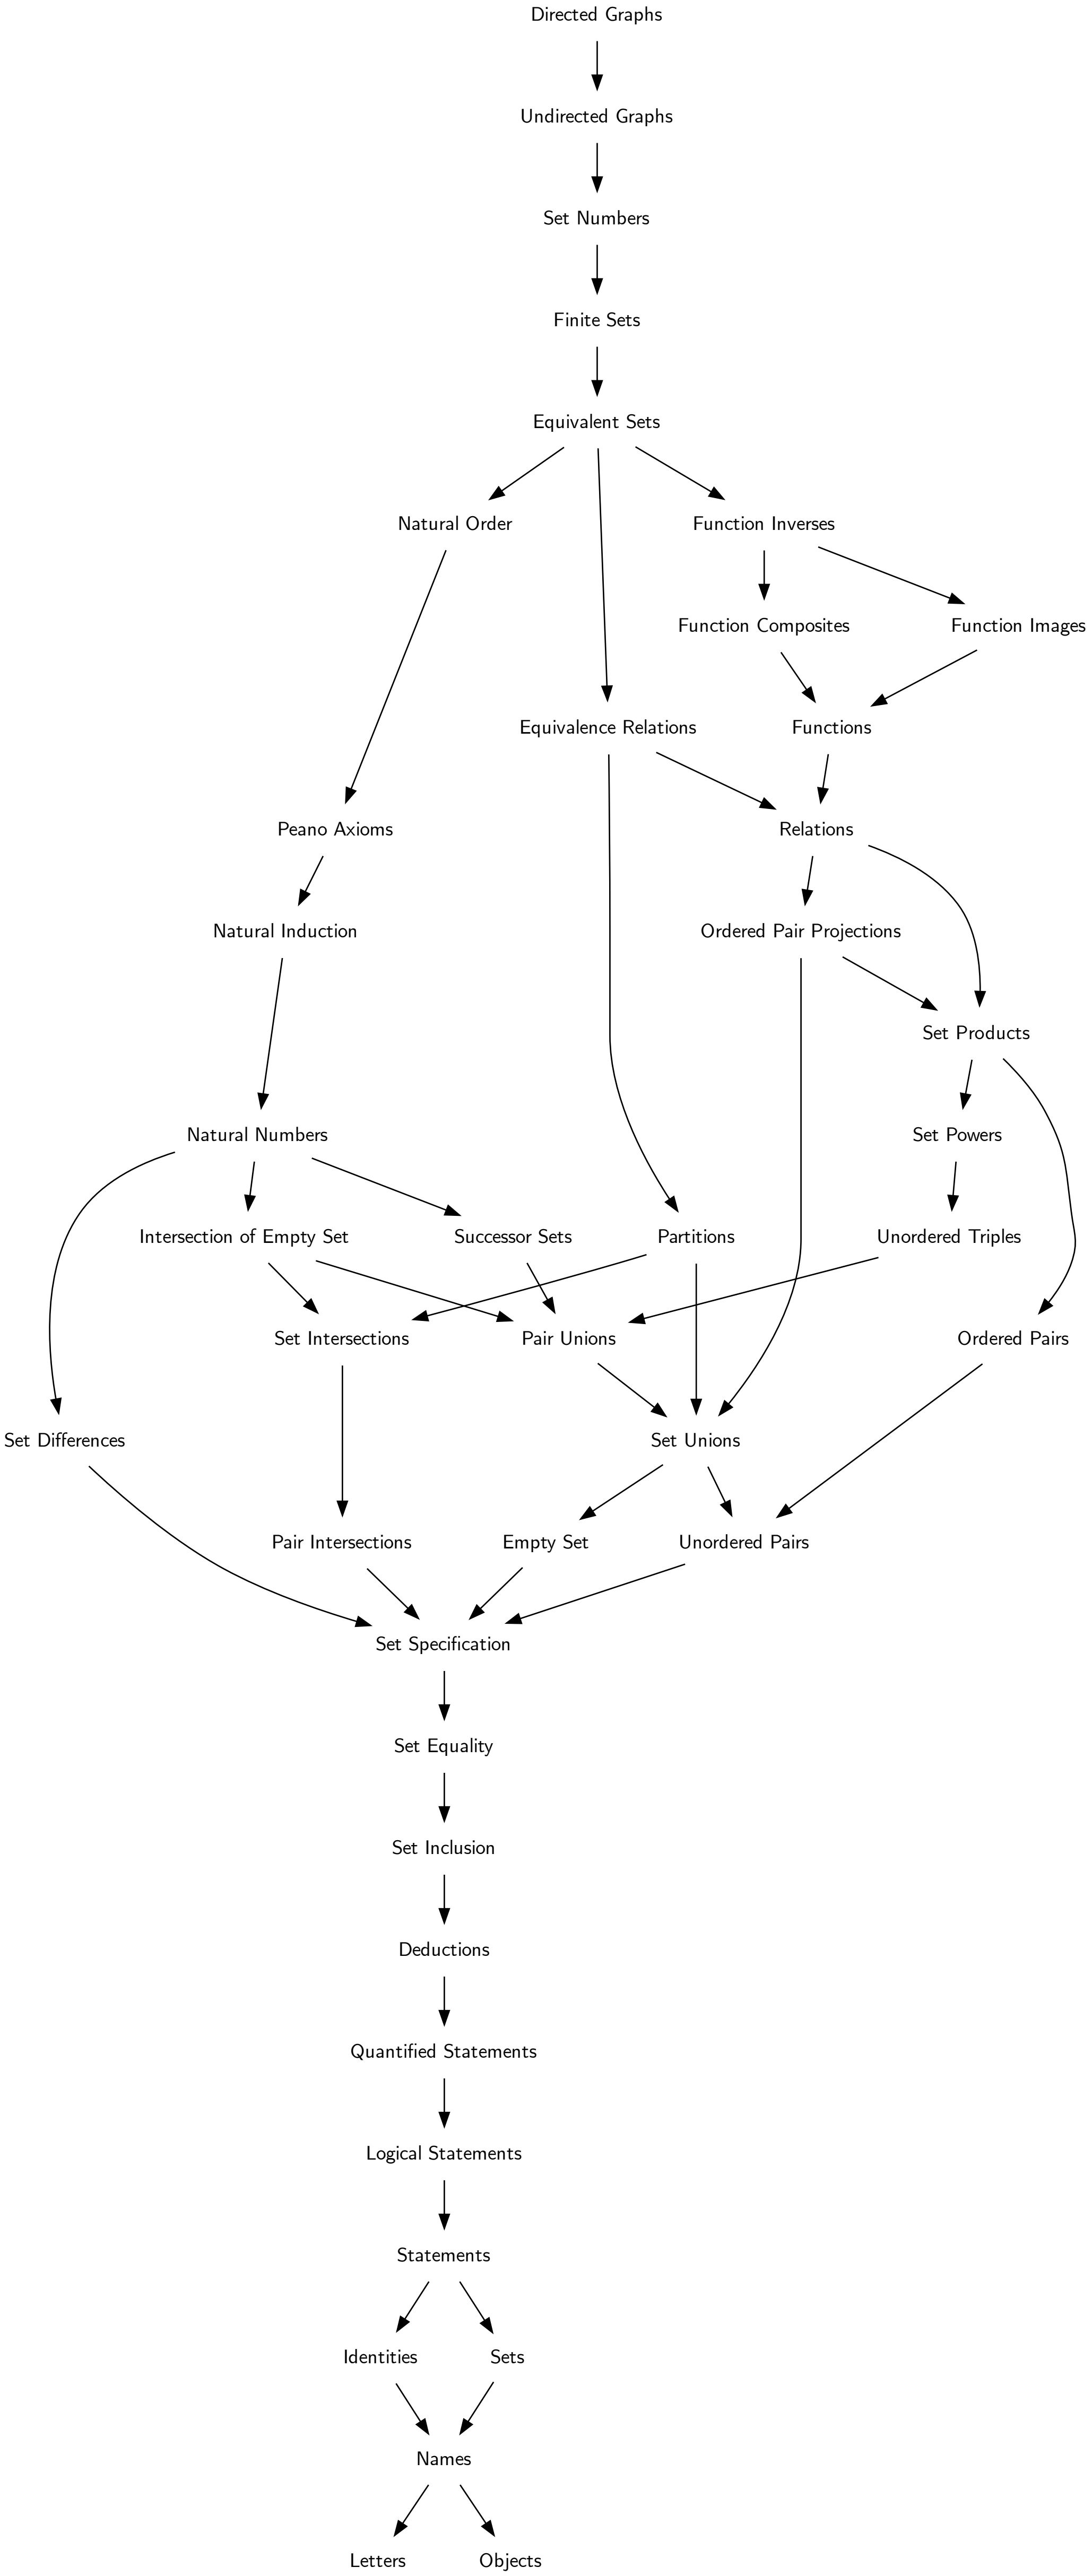 Directed Graphs
Undirected Graphs
Set Numbers
Finite Sets
Equivalent Sets
Natural Order
Function Inverses
Function Composites
Function Images
Equivalence Relations
Functions
Peano Axioms
Relations
Natural Induction
Ordered Pair Projections
Set Products
Natural Numbers
Set Powers
Intersection of Empty Set
Successor Sets
Partitions
Unordered Triples
Set Intersections
Pair Unions
Ordered Pairs
Set Differences
Set Unions
Pair Intersections
Empty Set
Unordered Pairs
Set Specification
Set Equality
Set Inclusion
Deductions
Quantified Statements
Logical Statements
Statements
Identities
Sets
Names
Letters
Objects